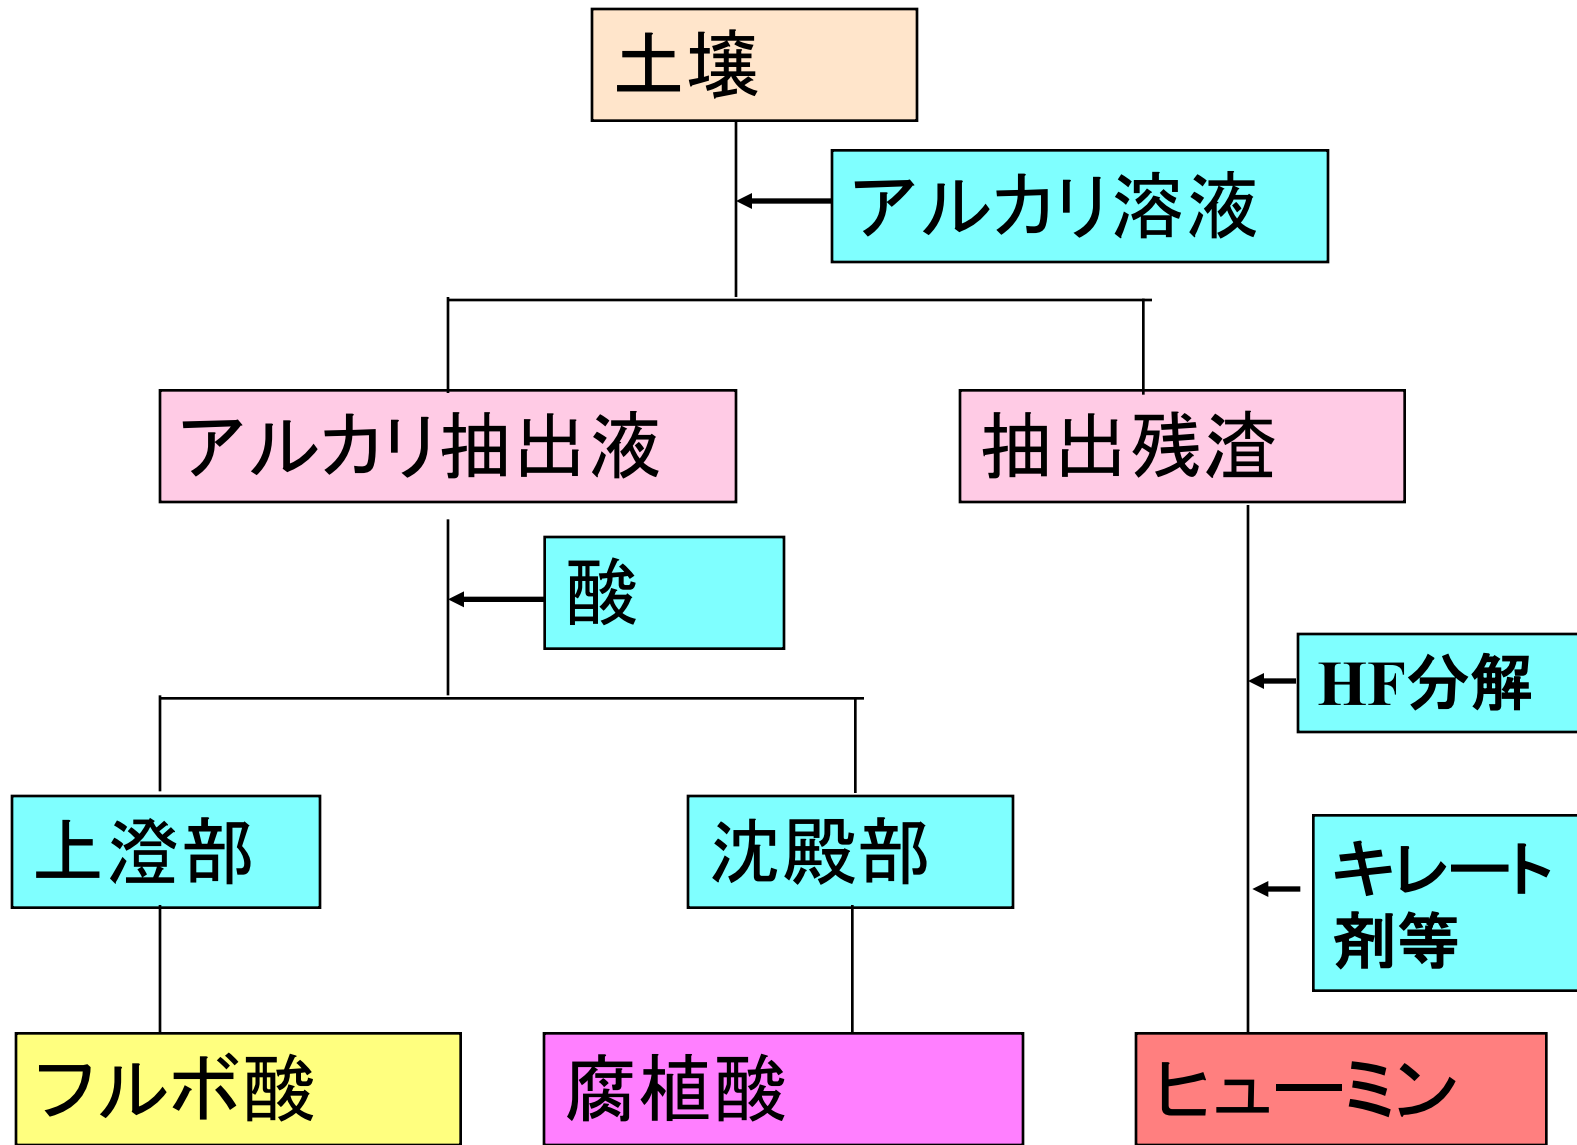 土壌
アルカリ溶液
アルカリ抽出液
抽出残渣
酸
HF分解
上澄部
沈殿部
キレート
剤等
フルボ酸
腐植酸
ヒューミン